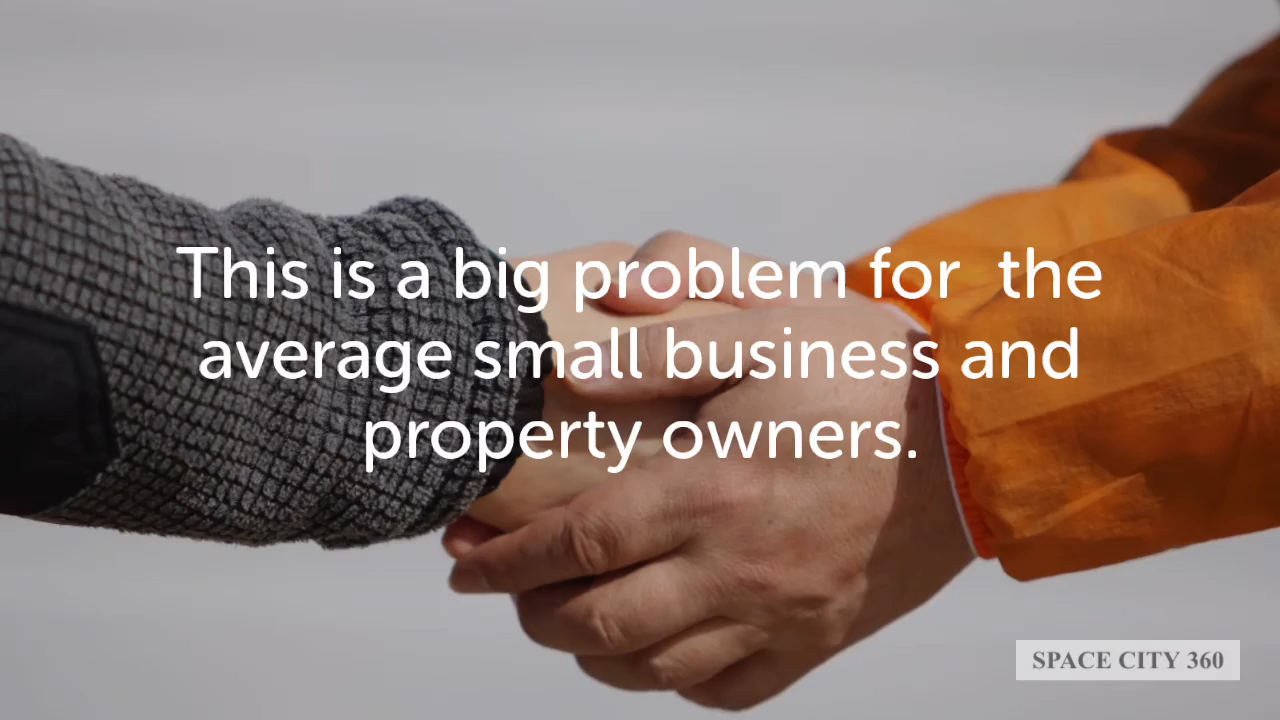 This is a big problem for  the
average small business and
property owners.
SPACE CITY 360